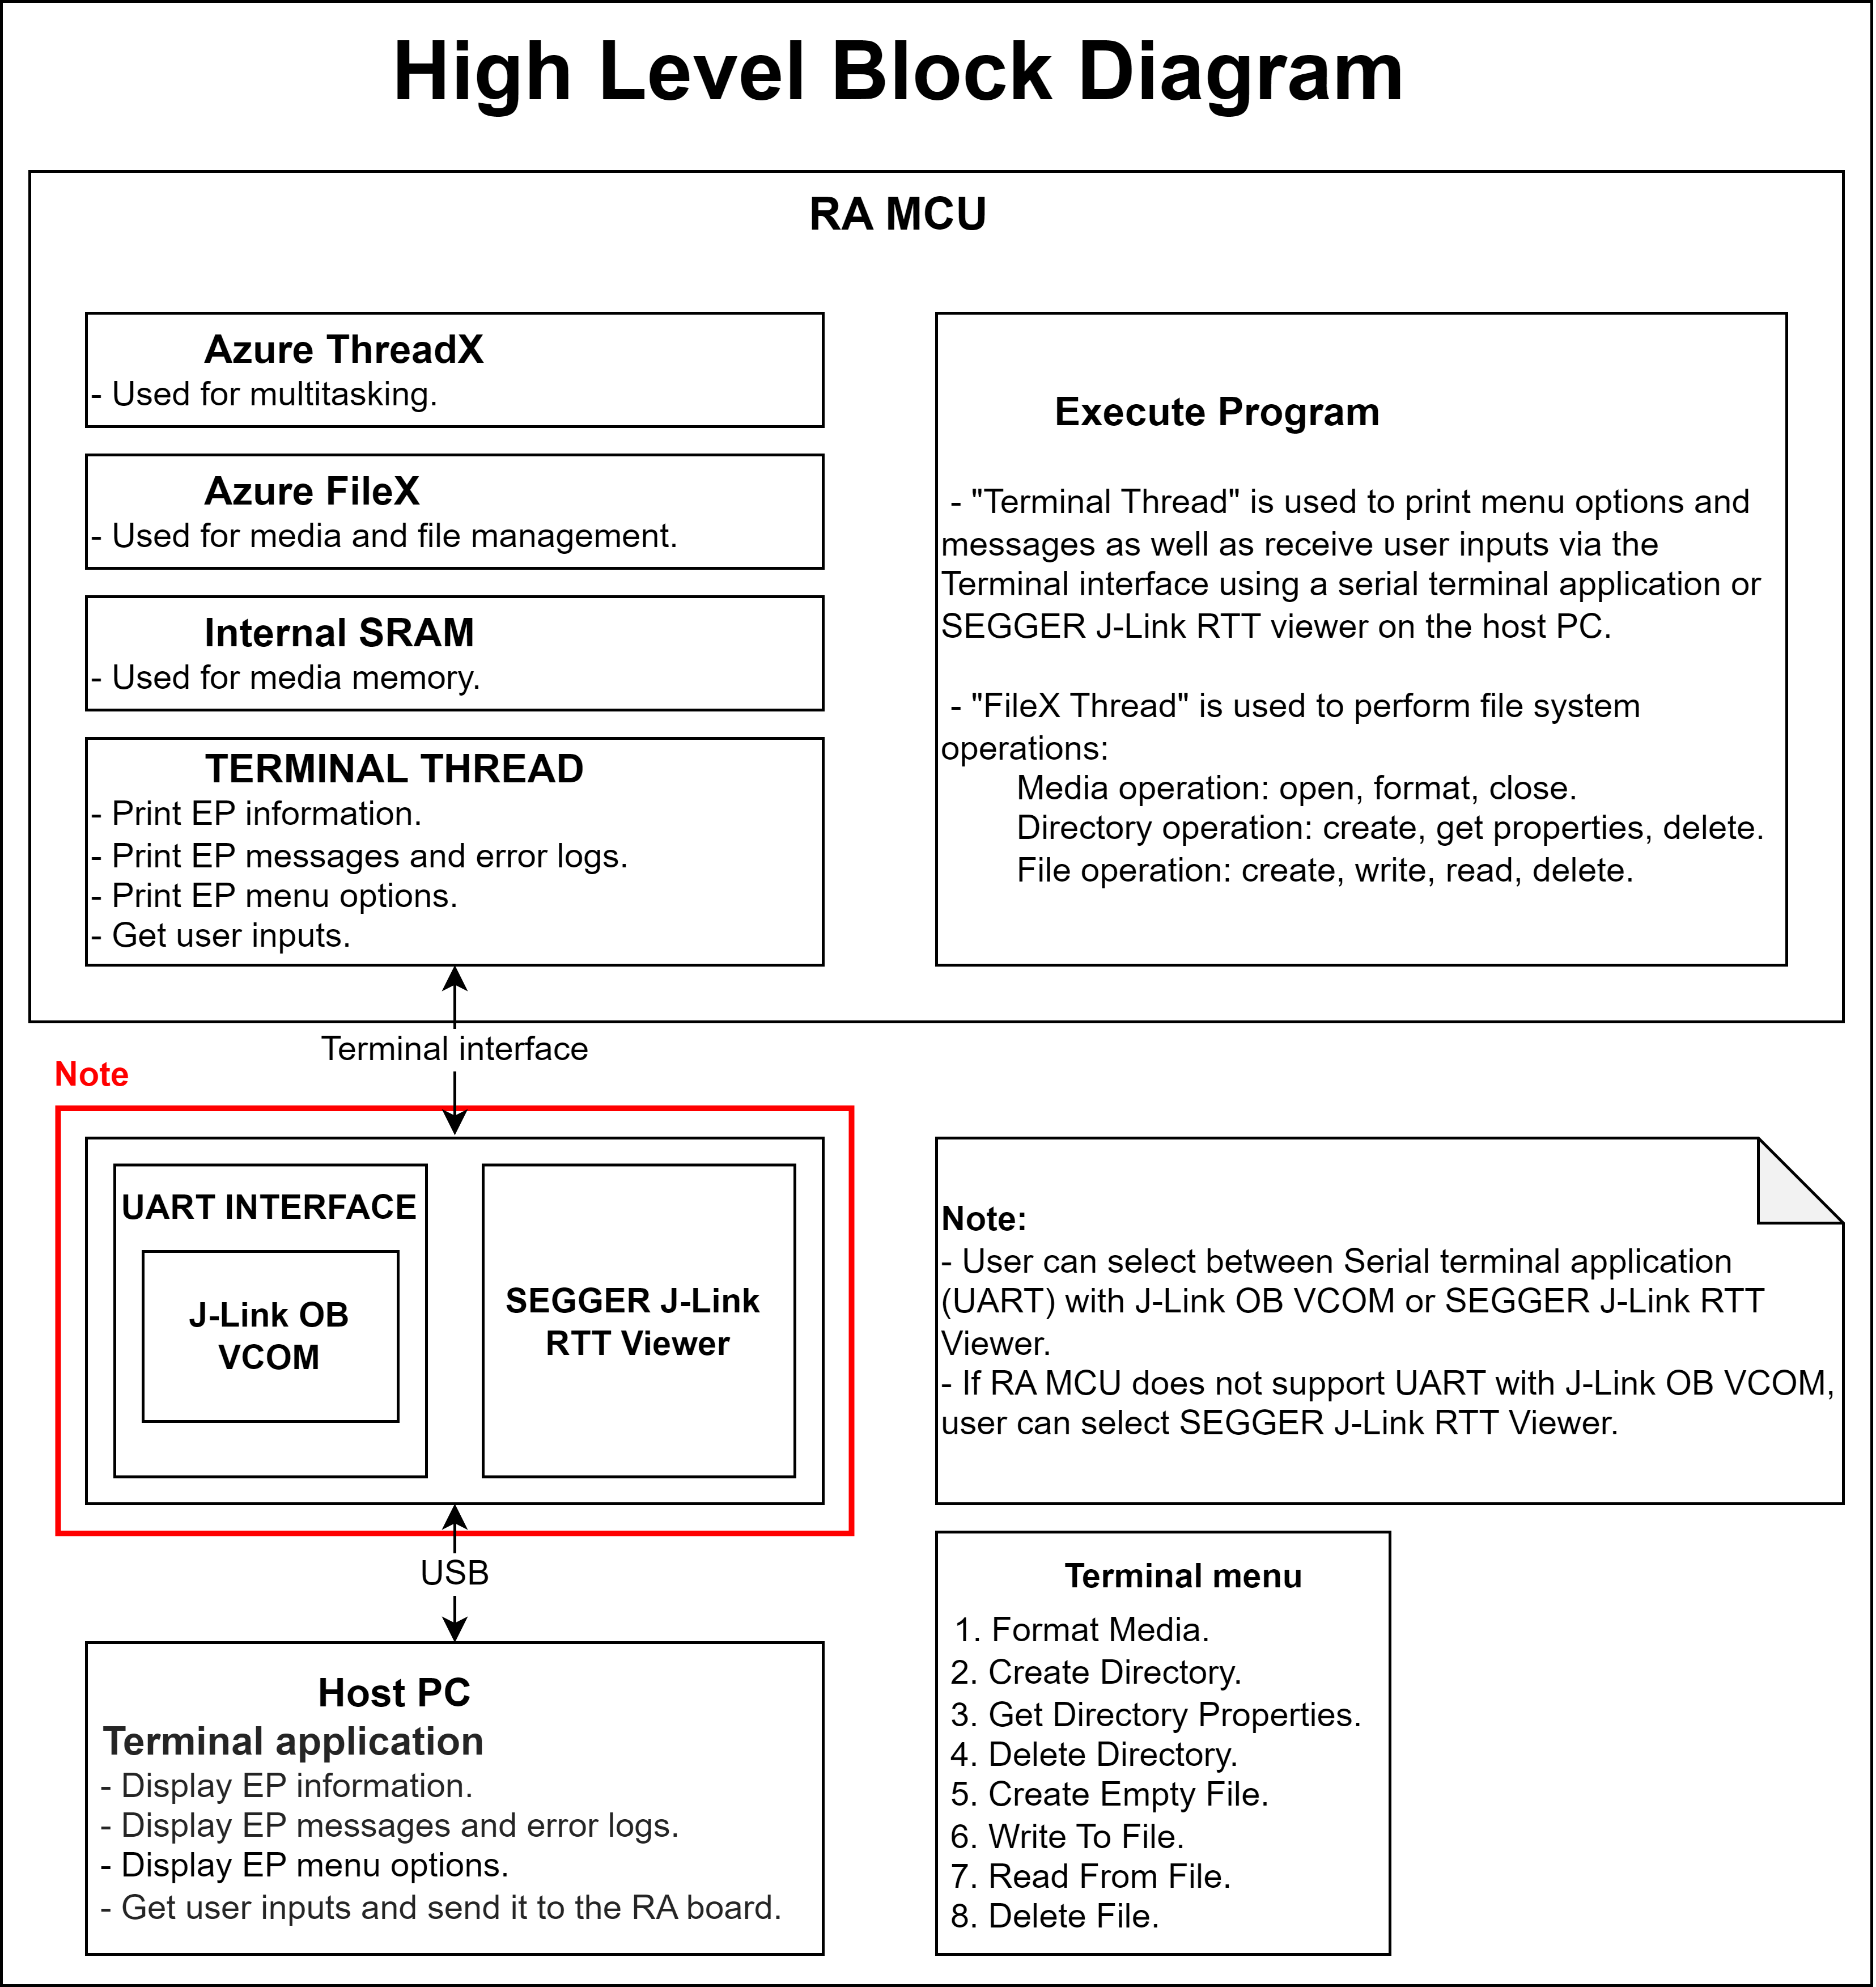 High Level Block Diagram
RA MCU
Azure ThreadX
- Used for multitasking.
Azure FileX
- Used for media and file management.
Internal SRAM
- Used for media memory.
TERMINAL THREAD
- Print EP information.
- Print EP messages and error logs.
- Print EP menu options.
- Get user inputs.
Execute Program
- "Terminal Thread" is used to print menu options and
messages as well as receive user inputs via the
Terminal interface using a serial terminal application or
SEGGER J-Link RTT viewer on the host PC.
- "FileX Thread" is used to perform file system
operations:
Media operation: open, format, close.
Directory operation: create, get properties, delete.
File operation: create, write, read, delete.
Terminal interface
Note
UART INTERFACE
J-Link OB
VCOM
SEGGER J-Link
RTT Viewer
Note:
- User can select between Serial terminal application
(UART) with J-Link OB VCOM or SEGGER J-Link RTT
Viewer.
- If RA MCU does not support UART with J-Link OB VCOM,
user can select SEGGER J-Link RTT Viewer.
USB
Host PC
Terminal application
- Display EP information.
- Display EP messages and error logs.
- Display EP menu options.
- Get user inputs and send it to the RA board.
Terminal menu
1. Format Media.
2. Create Directory.
3. Get Directory Properties.
4. Delete Directory.
5. Create Empty File.
6. Write To File.
7. Read From File.
8. Delete File.